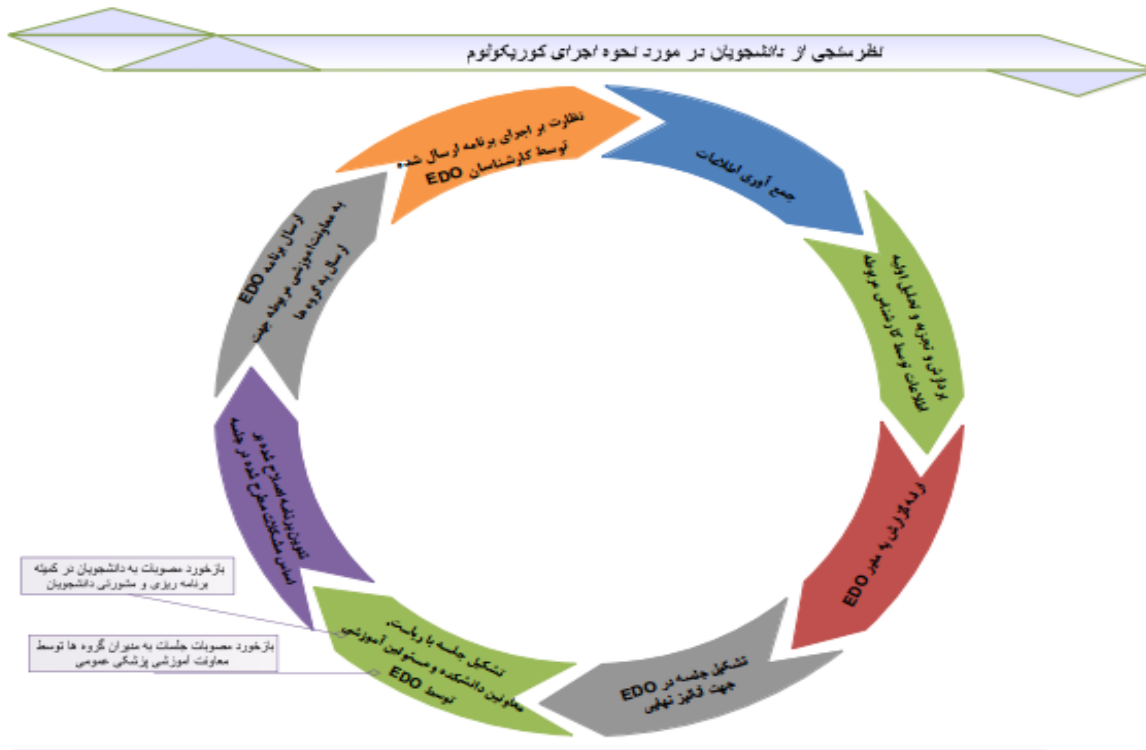 نظرسنجی از دانشجویان در مورد نحوه اجرای کوریکولوم
جمع آوری اطلاعات
پردازش و تجزیه و تحلیل اولیه
اطلاعات توسط کارشناس مربوطه
ارائه گزارش به مدیر EDO
تشکیل جلسه در EDO
جهت آنالیز نهایی
تشکیل جلسه با ریاست,
معاونین دانشکده و مسئولین آموزشی
توسط EDO
تدوین برنامه اصلاح شده بر
اساس مشکلات مطرح شده در جلسه
ارسال برنامه EDO
به معاونت آموزشی مربوطه جهت
ارسال به گروه ها
نظارت بر اجرای برنامه ارسال شده
توسط کارشناسان EDO
بازخورد مصوبات به دانشجویان در کمیته
برنامه ریزی و مشورتی دانشجویان
بازخورد مصوبات جلسات به مدیران گروه ها توسط
معاونت آموزشی پزشکی عمومی